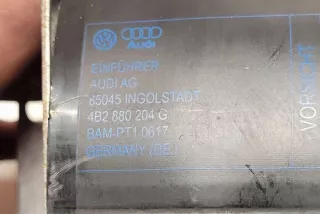 Audi
EINFÜHRER
AUDI AG
85045 INGOLSTADT
4B2 880 204 G
BAM-PT1 0617
GERMANY (DE)
VORSICHT